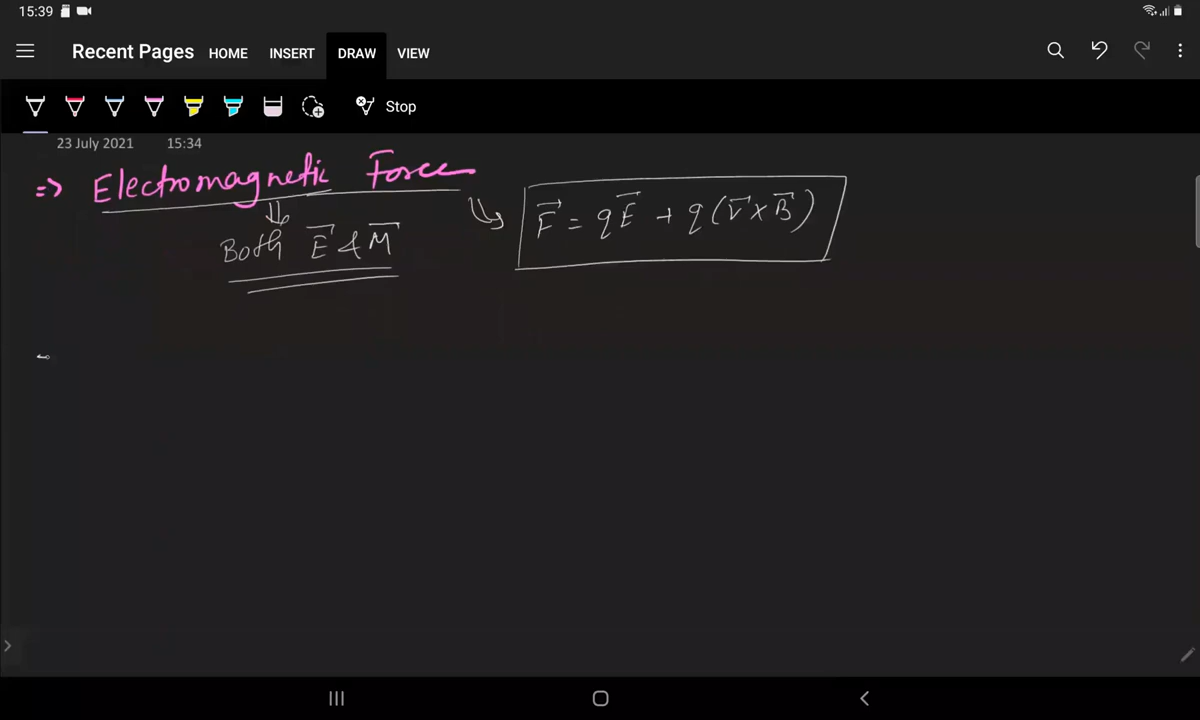 15:39
Recent Pages HOME INSERT DRAW VIEW
Stop
23 July 2021 15:34
=> Electromagnetic Force
F⃗ = qE⃗ + q(V⃗ × B⃗)
Both E⃗ & M⃗